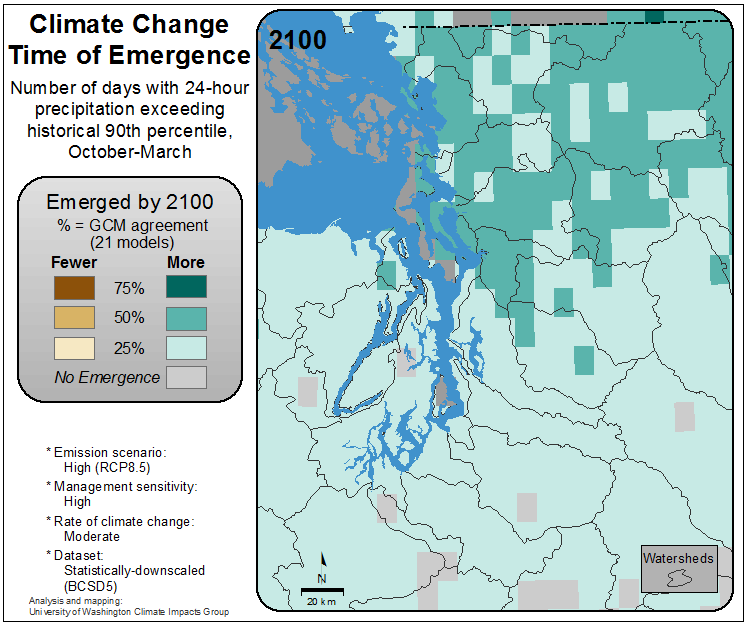 Climate Change
Time of Emergence
Number of days with 24-hour
precipitation exceeding
historical 90th percentile,
October-March
Emerged by 2100
% = GCM agreement
(21 models)
Fewer More
75%
50%
25%
No Emergence
* Emission scenario:
High (RCP8.5)
* Management sensitivity:
High
* Rate of climate change:
Moderate
* Dataset:
Statistically-downscaled
(BCSD5)
Analysis and mapping:
University of Washington Climate Impacts Group
2100
N
20 km
Watersheds